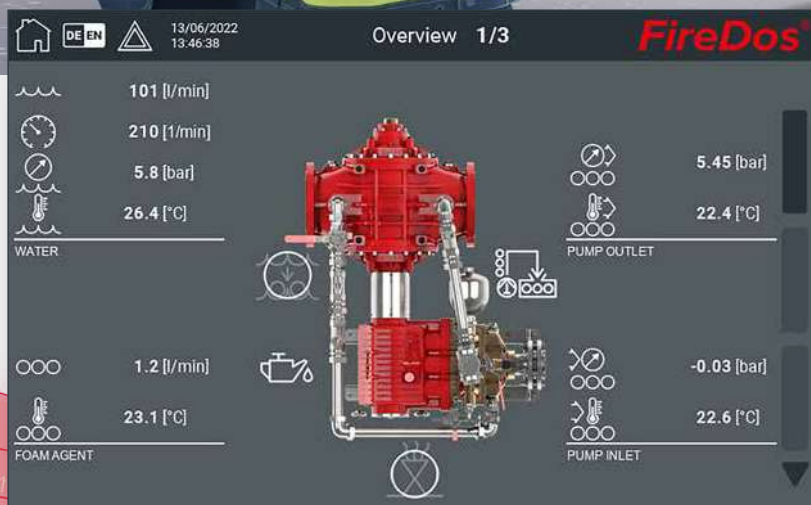 DE EN
13/06/2022
13:46:38
Overview 1/3
FireDos
101 [l/min]
210 [1/min]
5.8 [bar]
26.4 [°C]
WATER
5.45 [bar]
22.4 [°C]
PUMP OUTLET
1.2 [l/min]
23.1 [°C]
FOAM AGENT
-0.03 [bar]
22.6 [°C]
PUMP INLET